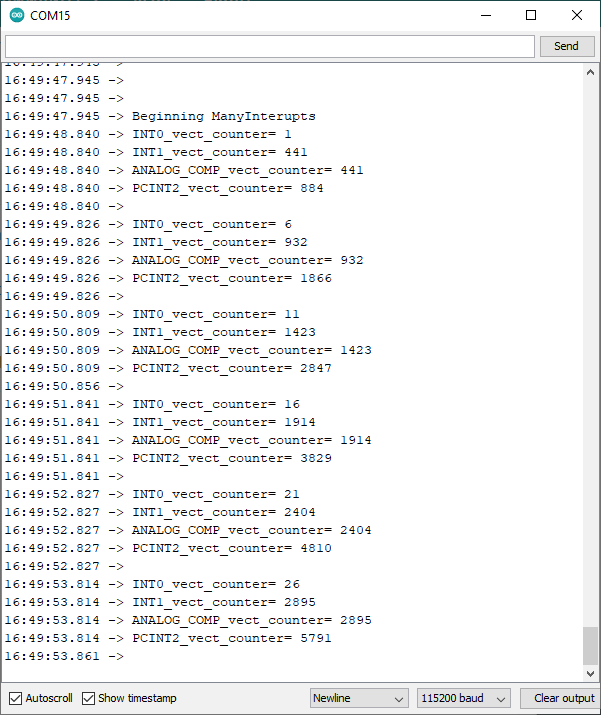 COM15
Send
16:49:47.945 ->
16:49:47.945 ->
16:49:47.945 ->
16:49:47.945 -> Beginning ManyInterupts
16:49:48.840 -> INT0_vect_counter= 1
16:49:48.840 -> INT1_vect_counter= 441
16:49:48.840 -> ANALOG_COMP_vect_counter= 441
16:49:48.840 -> PCINT2_vect_counter= 884
16:49:48.840 ->
16:49:49.826 -> INT0_vect_counter= 6
16:49:49.826 -> INT1_vect_counter= 932
16:49:49.826 -> ANALOG_COMP_vect_counter= 932
16:49:49.826 -> PCINT2_vect_counter= 1866
16:49:49.826 ->
16:49:50.809 -> INT0_vect_counter= 11
16:49:50.809 -> INT1_vect_counter= 1423
16:49:50.809 -> ANALOG_COMP_vect_counter= 1423
16:49:50.809 -> PCINT2_vect_counter= 2847
16:49:50.856 ->
16:49:51.841 -> INT0_vect_counter= 16
16:49:51.841 -> INT1_vect_counter= 1914
16:49:51.841 -> ANALOG_COMP_vect_counter= 1914
16:49:51.841 -> PCINT2_vect_counter= 3829
16:49:51.841 ->
16:49:52.827 -> INT0_vect_counter= 21
16:49:52.827 -> INT1_vect_counter= 2404
16:49:52.827 -> ANALOG_COMP_vect_counter= 2404
16:49:52.827 -> PCINT2_vect_counter= 4810
16:49:52.827 ->
16:49:53.814 -> INT0_vect_counter= 26
16:49:53.814 -> INT1_vect_counter= 2895
16:49:53.814 -> ANALOG_COMP_vect_counter= 2895
16:49:53.814 -> PCINT2_vect_counter= 5791
16:49:53.861 ->
Autoscroll Show timestamp Newline 115200 baud Clear output